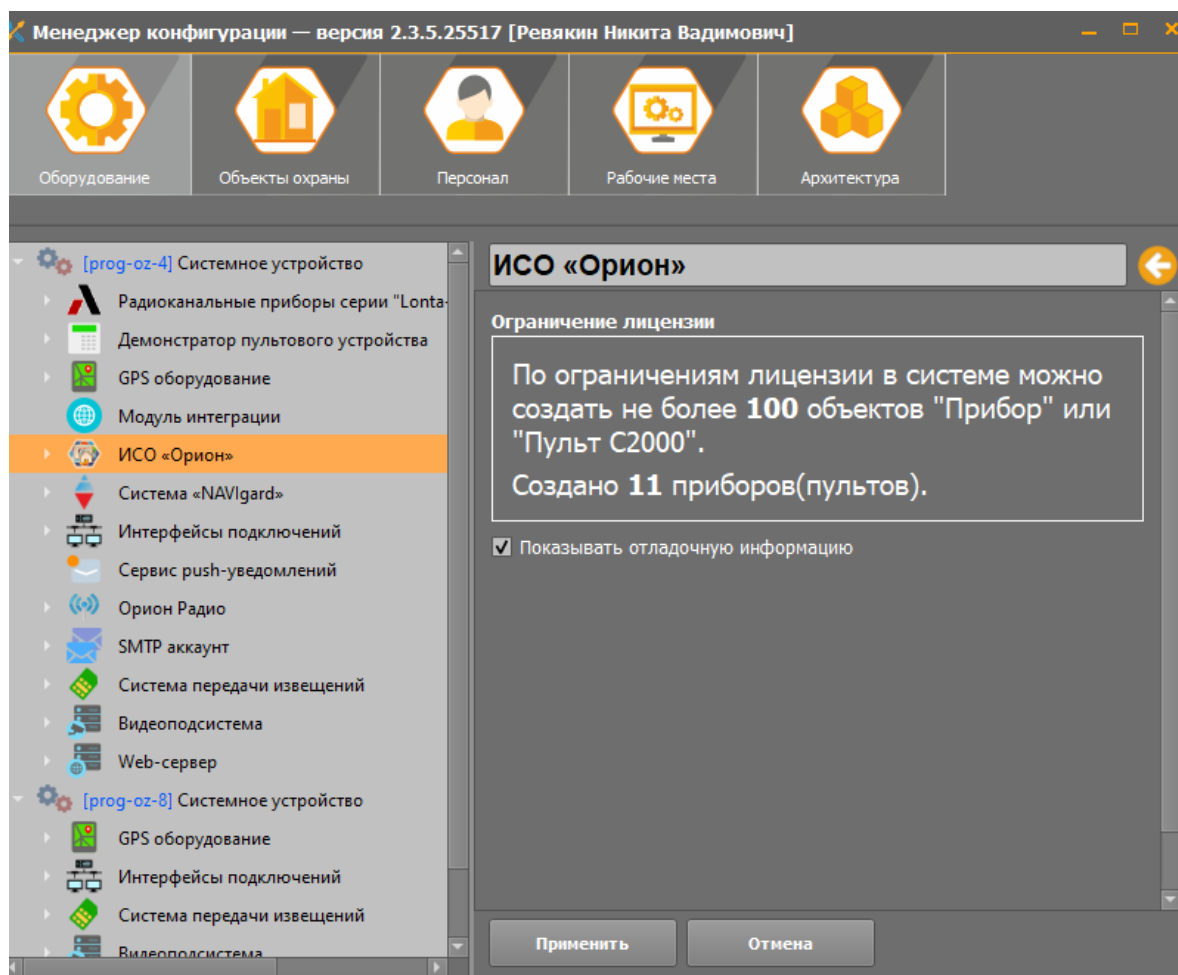 Менеджер конфигурации — версия 2.3.5.25517 [Ревякин Никита Вадимович]
Оборудование
Объекты охраны
Персонал
Рабочие места
Архитектура
[prog-oz-4] Системное устройство
Радиоканальные приборы серии "Lonta-
Демонстратор пультового устройства
GPS оборудование
Модуль интеграции
ИСО «Орион»
Система «NAVIgard»
Интерфейсы подключений
Сервис push-уведомлений
Орион Радио
SMTP аккаунт
Система передачи извещений
Видеоподсистема
Web-сервер
[prog-oz-8] Системное устройство
GPS оборудование
Интерфейсы подключений
Система передачи извещений
Видеоподсистема
ИСО «Орион»
Ограничение лицензии
По ограничениям лицензии в системе можно
создать не более 100 объектов "Прибор" или
"Пульт С2000".
Создано 11 приборов(пультов).
Показывать отладочную информацию
Применить
Отмена